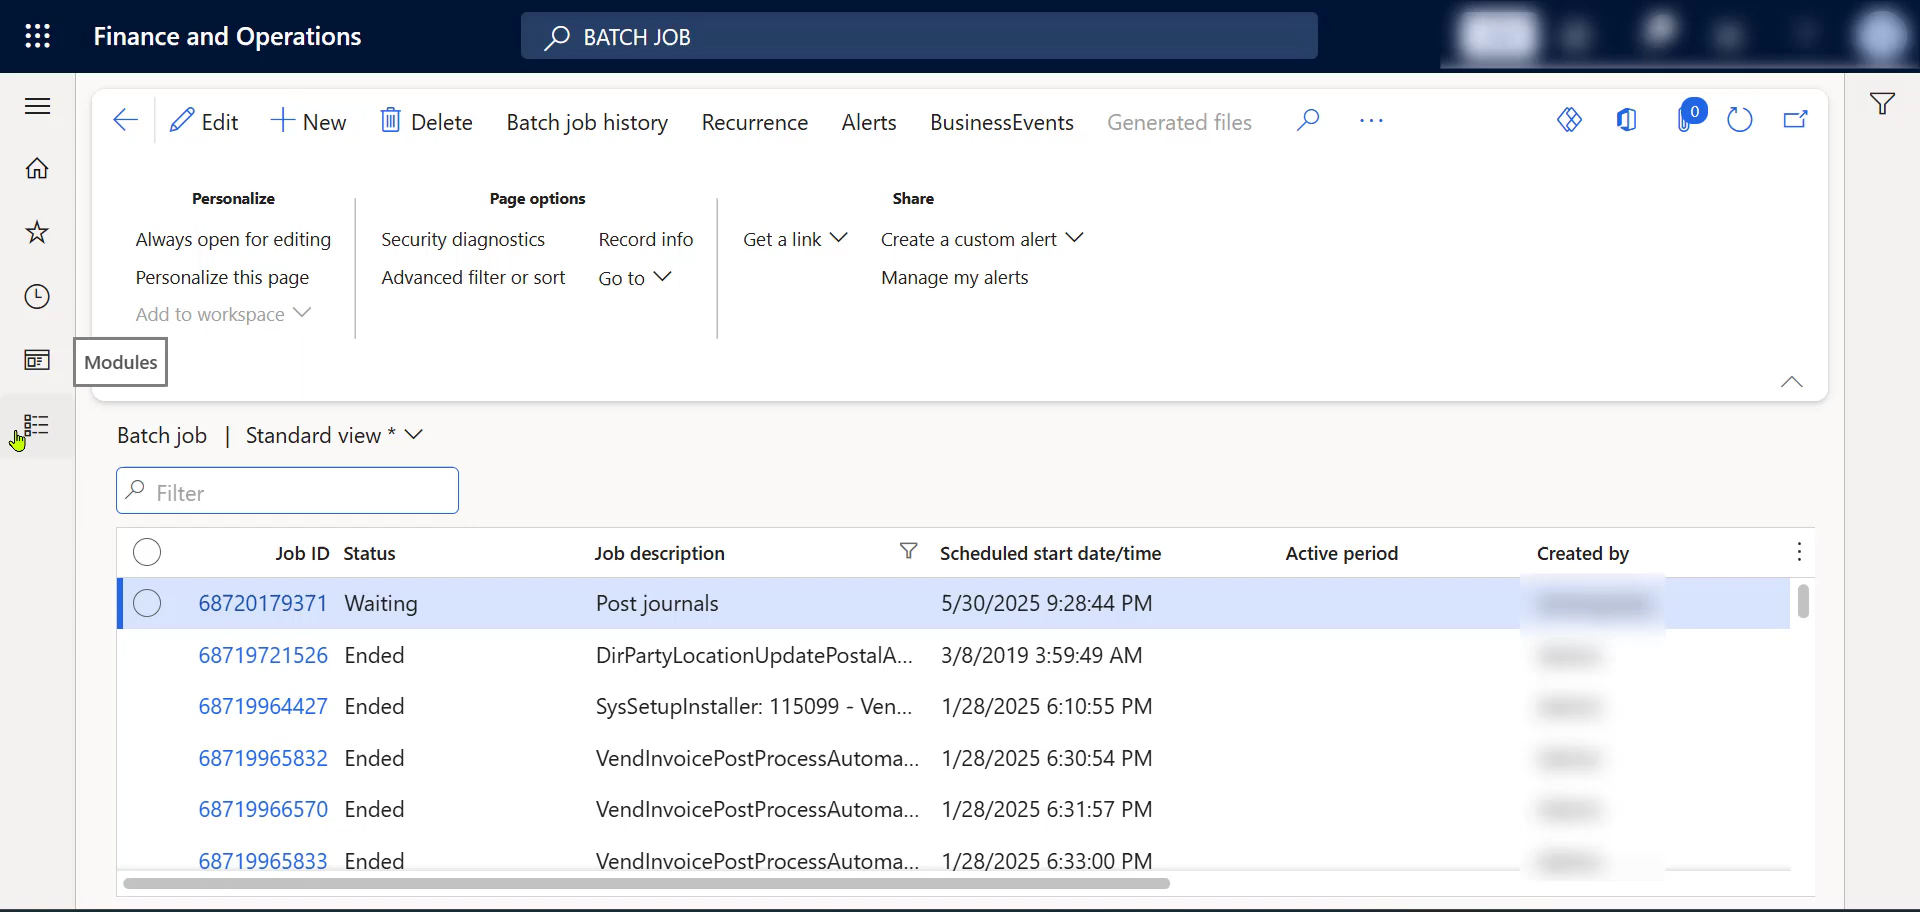 Finance and Operations
BATCH JOB
Edit New Delete Batch job history Recurrence Alerts BusinessEvents Generated files ··· 0
Personalize Page options Share
Always open for editing Security diagnostics Record info Get a link Create a custom alert
Personalize this page Advanced filter or sort Go to Manage my alerts
Add to workspace
Modules
Batch job | Standard view *
Filter
Job ID Status Job description Scheduled start date/time Active period Created by
68720179371 Waiting Post journals 5/30/2025 9:28:44 PM
68719721526 Ended DirPartyLocationUpdatePostalA... 3/8/2019 3:59:49 AM
68719964427 Ended SysSetupInstaller: 115099 - Ven... 1/28/2025 6:10:55 PM
68719965832 Ended VendInvoicePostProcessAutoma... 1/28/2025 6:30:54 PM
68719966570 Ended VendInvoicePostProcessAutoma... 1/28/2025 6:31:57 PM
68719965833 Ended VendInvoicePostProcessAutoma... 1/28/2025 6:33:00 PM